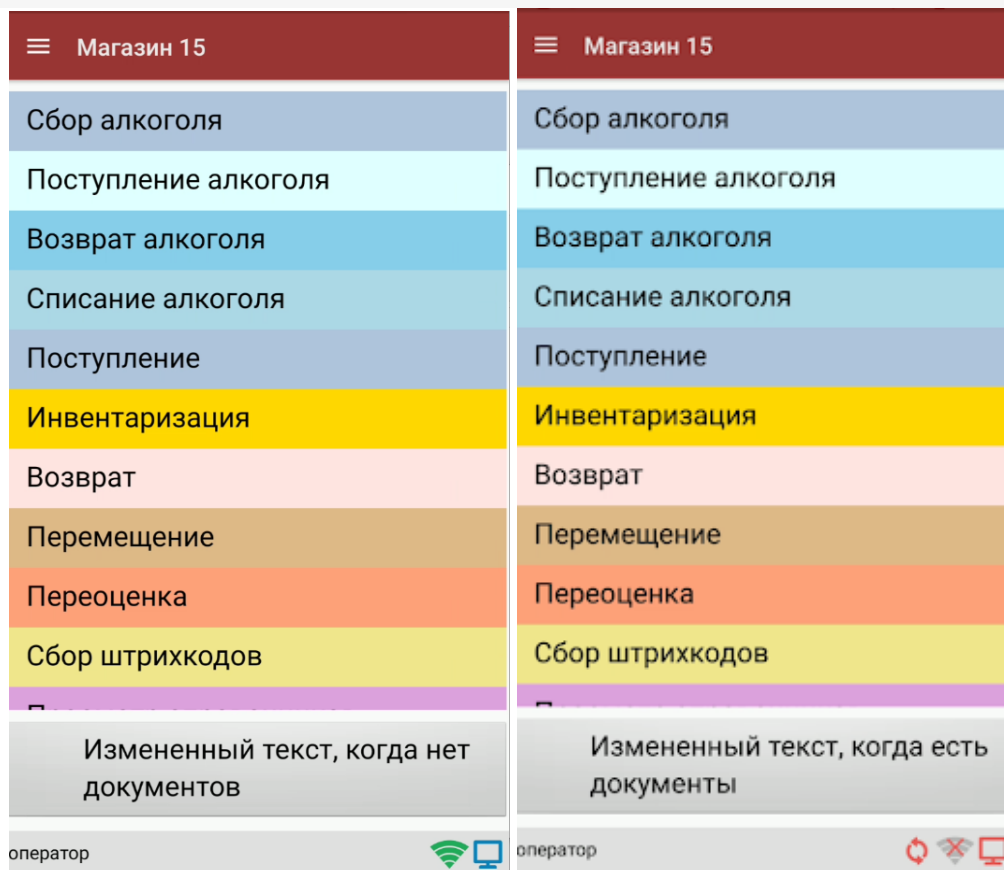 Магазин 15
Сбор алкоголя
Поступление алкоголя
Возврат алкоголя
Списание алкоголя
Поступление
Инвентаризация
Возврат
Перемещение
Переоценка
Сбор штрихкодов
Измененный текст, когда нет
документов
оператор
Магазин 15
Сбор алкоголя
Поступление алкоголя
Возврат алкоголя
Списание алкоголя
Поступление
Инвентаризация
Возврат
Перемещение
Переоценка
Сбор штрихкодов
Измененный текст, когда есть
документы
оператор